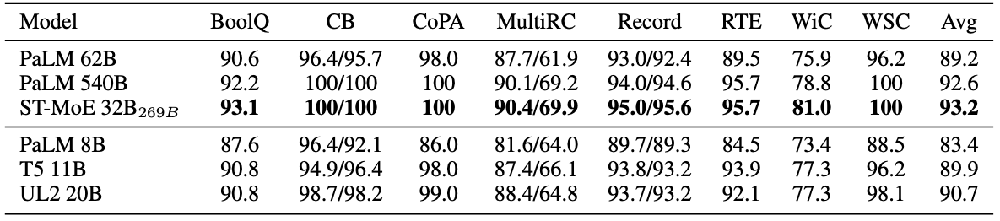 Model BoolQ CB CoPA MultiRC Record RTE WiC WSC Avg
PaLM 62B 90.6 96.4/95.7 98.0 87.7/61.9 93.0/92.4 89.5 75.9 96.2 89.2
PaLM 540B 92.2 100/100 100 90.1/69.2 94.0/94.6 95.7 78.8 100 92.6
ST-MoE 32B269B 93.1 100/100 100 90.4/69.9 95.0/95.6 95.7 81.0 100 93.2
PaLM 8B 87.6 96.4/92.1 86.0 81.6/64.0 89.7/89.3 84.5 73.4 88.5 83.4
T5 11B 90.8 94.9/96.4 98.0 87.4/66.1 93.8/93.2 93.9 77.3 96.2 89.9
UL2 20B 90.8 98.7/98.2 99.0 88.4/64.8 93.7/93.2 92.1 77.3 98.1 90.7